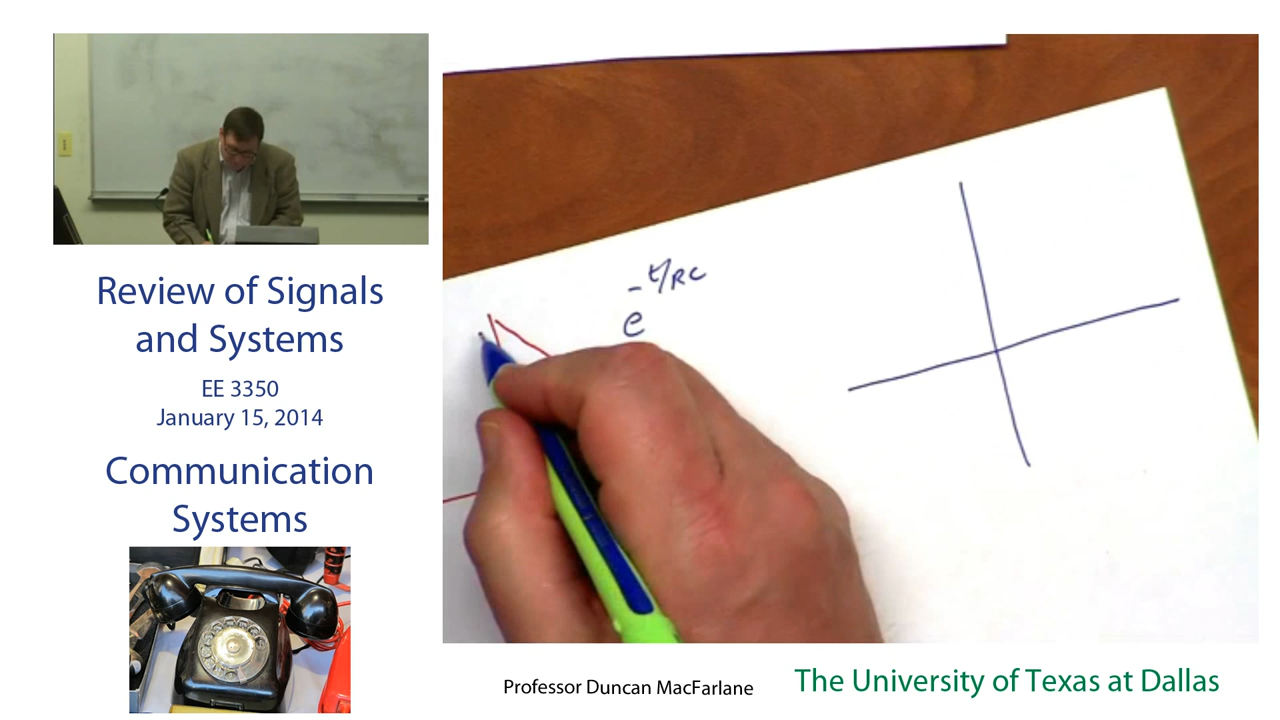 Review of Signals
and Systems
EE 3350
January 15, 2014
Communication
Systems
e^-t/RC
Professor Duncan MacFarlane
The University of Texas at Dallas